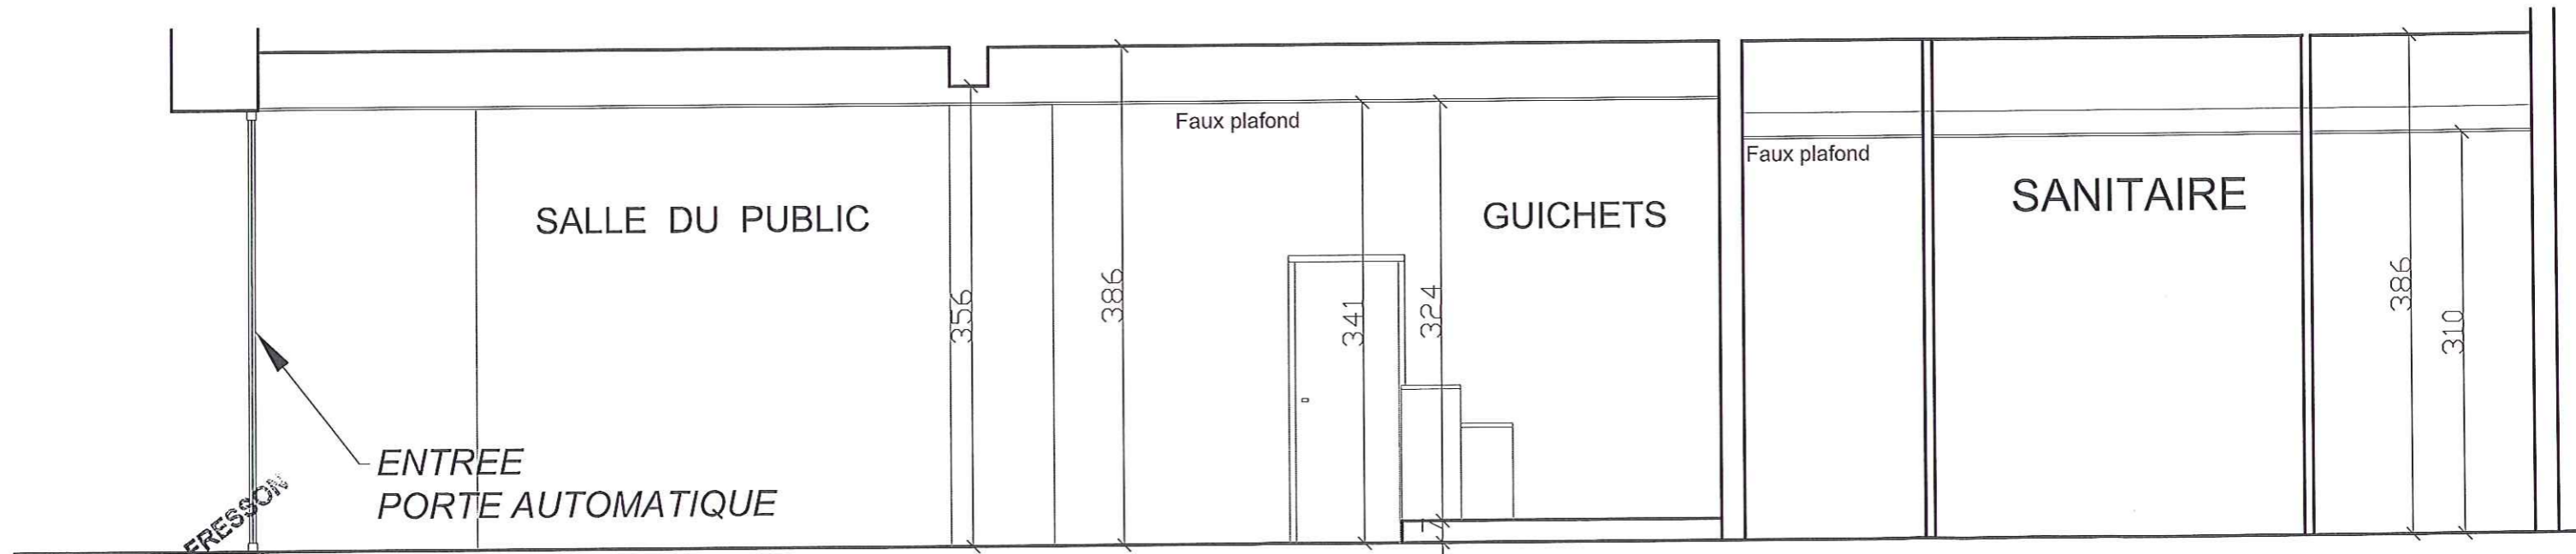 Faux plafond
Faux plafond
SALLE DU PUBLIC
GUICHETS
SANITAIRE
356
386
341
324
386
310
ENTREE
PORTE AUTOMATIQUE
FRESSON